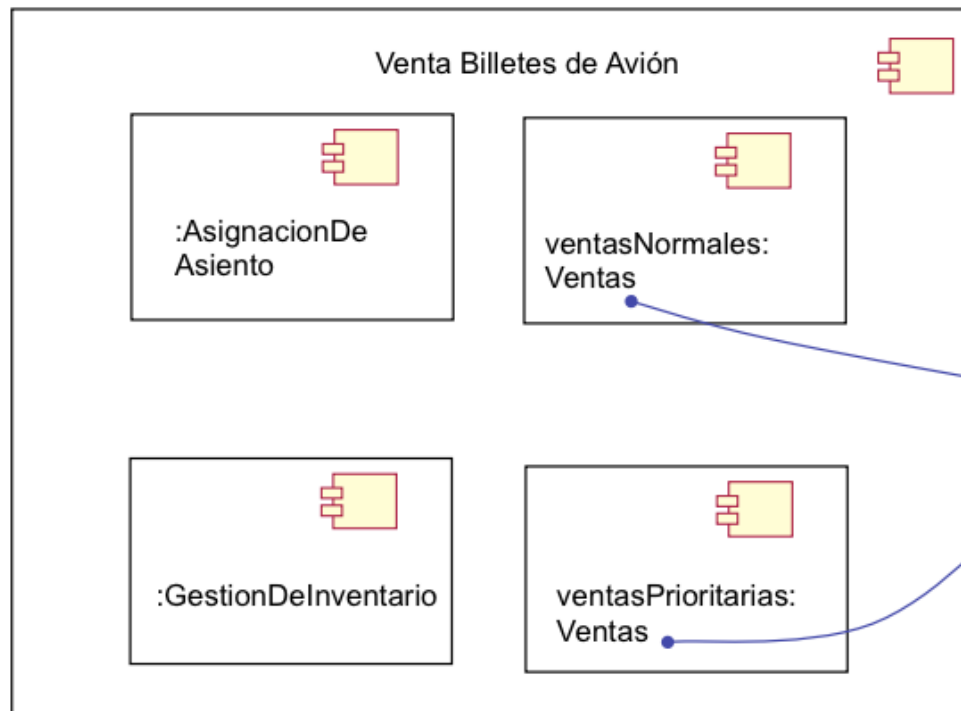 Venta Billetes de Avión
:AsignacionDe
Asiento
ventasNormales:
Ventas
:GestionDeInventario
ventasPrioritarias:
Ventas